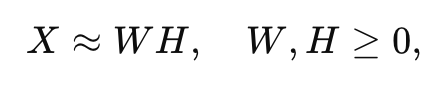 X ≈ WH, W, H ≥ 0,